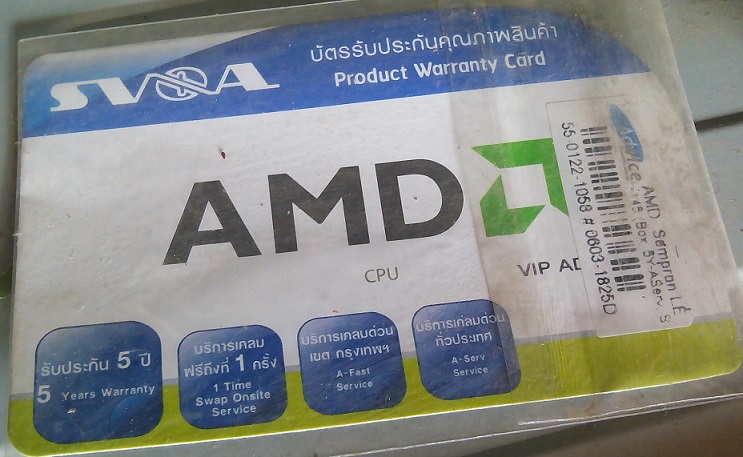 SVOA
บัตรรับประกันคุณภาพสินค้า
Product Warranty Card
AMD
CPU
VIP AD
Advice AMD Sempron LE
145 Box 5Y-AServ. S
55-0122-1058 # 0603-1825D
รับประกัน 5 ปี
5 Years Warranty
บริการเคลม
ฟรีถึงที่ 1 ครั้ง
1 Time
Swap Onsite
Service
บริการเคลมด่วน
เขต กรุงเทพฯ
A-Fast
Service
บริการเคลมด่วน
ทั่วประเทศ
A-Serv
Service